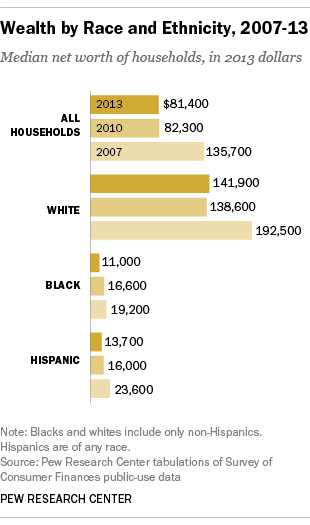 Wealth by Race and Ethnicity, 2007-13
Median net worth of households, in 2013 dollars
ALL
HOUSEHOLDS
2013 $81,400
2010 82,300
2007 135,700
WHITE
141,900
138,600
192,500
BLACK
11,000
16,600
19,200
HISPANIC
13,700
16,000
23,600
Note: Blacks and whites include only non-Hispanics.
Hispanics are of any race.
Source: Pew Research Center tabulations of Survey of
Consumer Finances public-use data
PEW RESEARCH CENTER